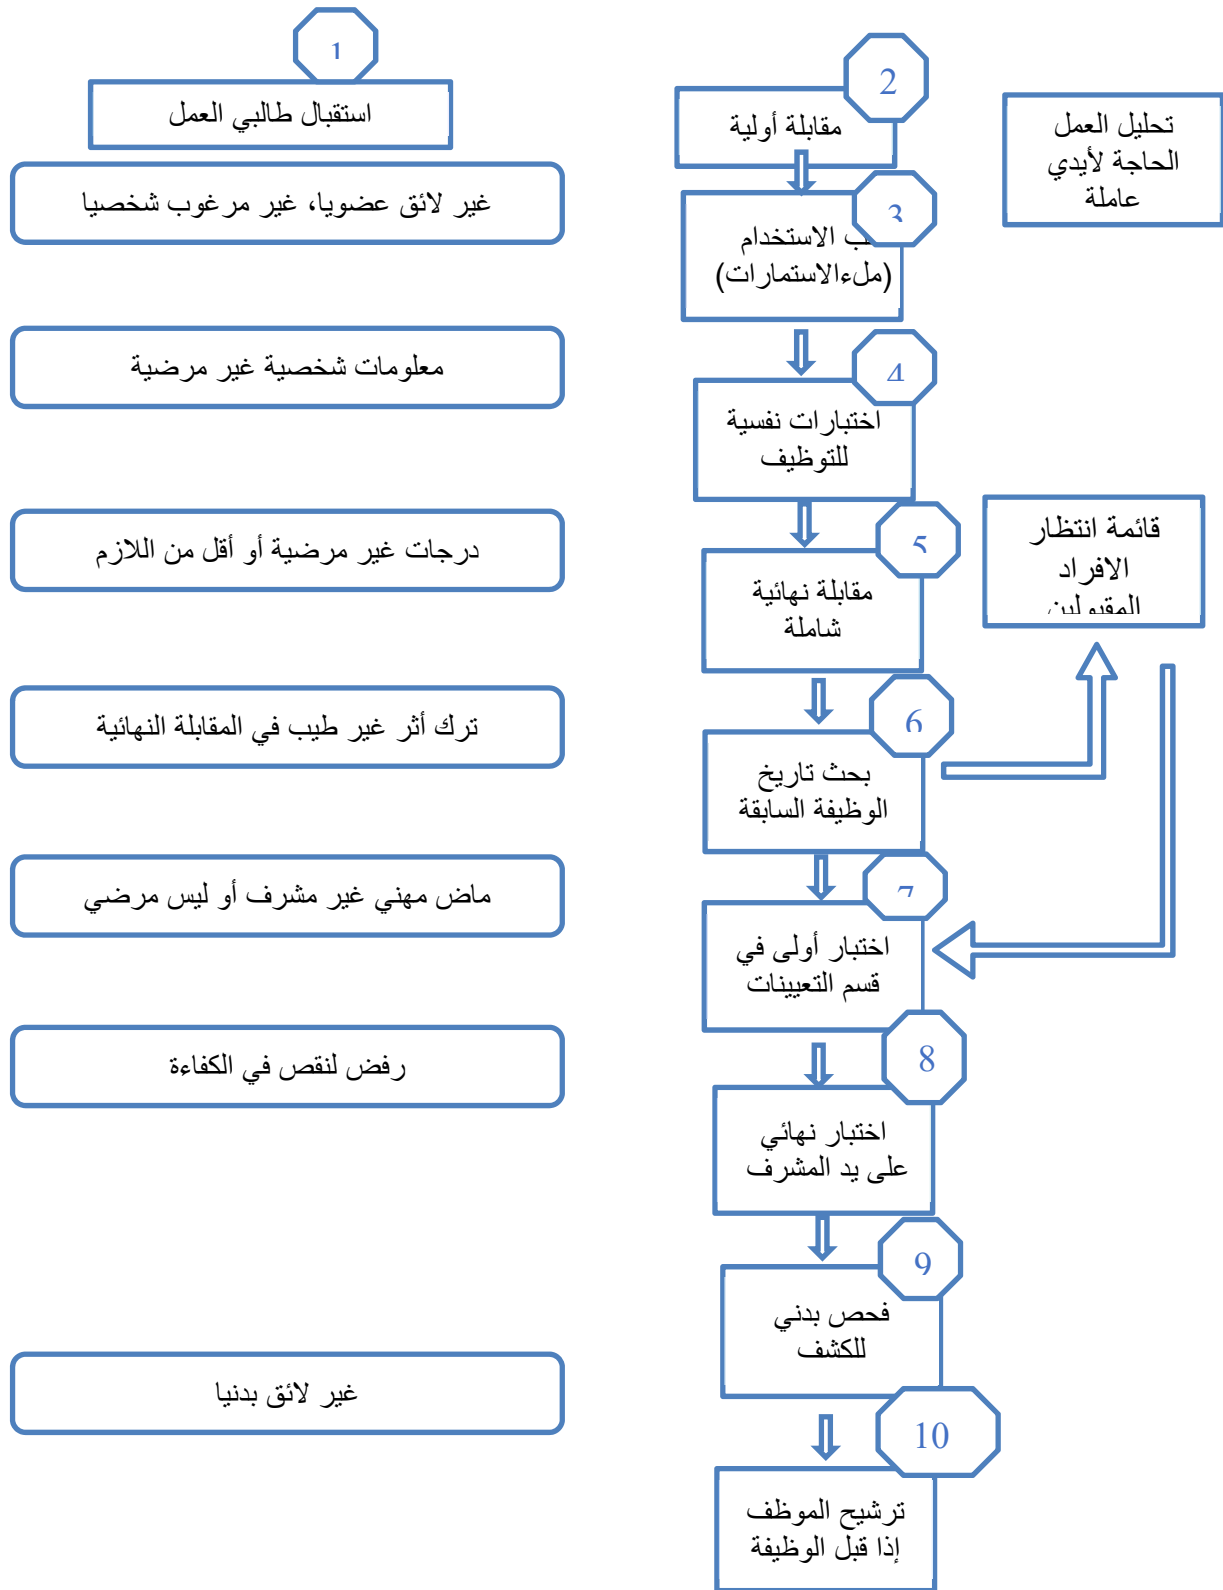 1
استقبال طالبي العمل
غير لائق عضويا، غير مرغوب شخصيا
معلومات شخصية غير مرضية
درجات غير مرضية أو أقل من اللازم
ترك أثر غير طيب في المقابلة النهائية
ماض مهني غير مشرف أو ليس مرضي
رفض لنقص في الكفاءة
غير لائق بدنيا
2
مقابلة أولية
3
الاستخدام
(ملءالاستمارات)
4
اختبارات نفسية
للتوظيف
5
مقابلة نهائية
شاملة
6
بحث تاريخ
الوظيفة السابقة
7
اختبار أولى في
قسم التعيينات
8
اختبار نهائي
على يد المشرف
9
فحص بدني
للكشف
10
ترشيح الموظف
إذا قبل الوظيفة
تحليل العمل
الحاجة لأيدي
عاملة
قائمة انتظار
الافراد
المقبولين